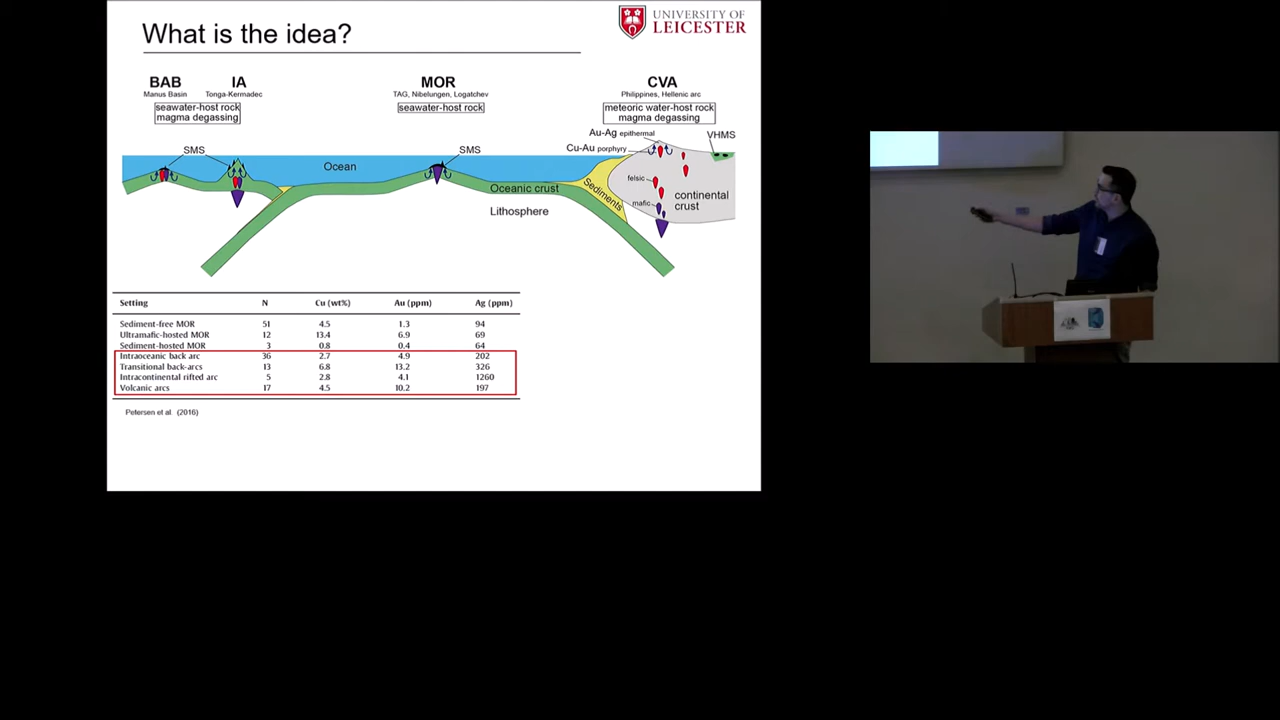 What is the idea?
UNIVERSITY OF
LEICESTER
BAB
Manus Basin
seawater-host rock
magma degassing
IA
Tonga-Kermadec
MOR
TAG, Nibelungen, Logatchev
seawater-host rock
CVA
Philippines, Hellenic arc
meteoric water-host rock
magma degassing
Au-Ag epithermal
Cu-Au porphyry
VHMS
SMS
SMS
Ocean
Oceanic crust
Lithosphere
Sediments
felsic
mafic
continental
crust
Setting N Cu (wt%) Au (ppm) Ag (ppm)
Sediment-free MOR 51 4.5 1.3 94
Ultramafic-hosted MOR 12 13.4 6.9 69
Sediment-hosted MOR 3 0.8 0.4 64
Intraoceanic back arc 36 2.7 4.9 202
Transitional back-arcs 13 6.8 13.2 326
Intracontinental rifted arc 5 2.8 4.1 1260
Volcanic arcs 17 4.5 10.2 197
Petersen et al. (2016)